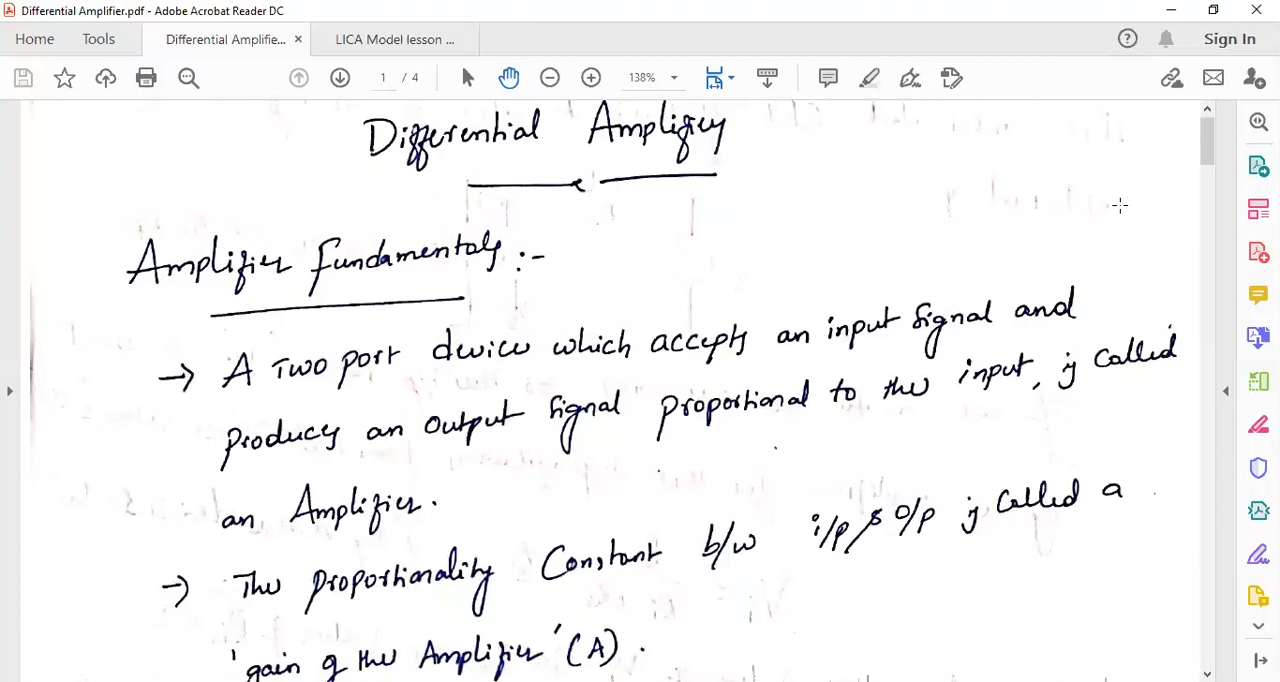 Differential Amplifier.pdf - Adobe Acrobat Reader DC
Home Tools Differential Amplifie... × LICA Model lesson ... Sign In
1 / 4 138%
Differential Amplifier
Amplifier fundamentals :-
→ A Two port device which accepts an input signal and
produces an output signal proportional to the input, is called
an Amplifier.
→ The proportionality Constant b/w i/p & o/p is called a
'gain of the Amplifier' (A).